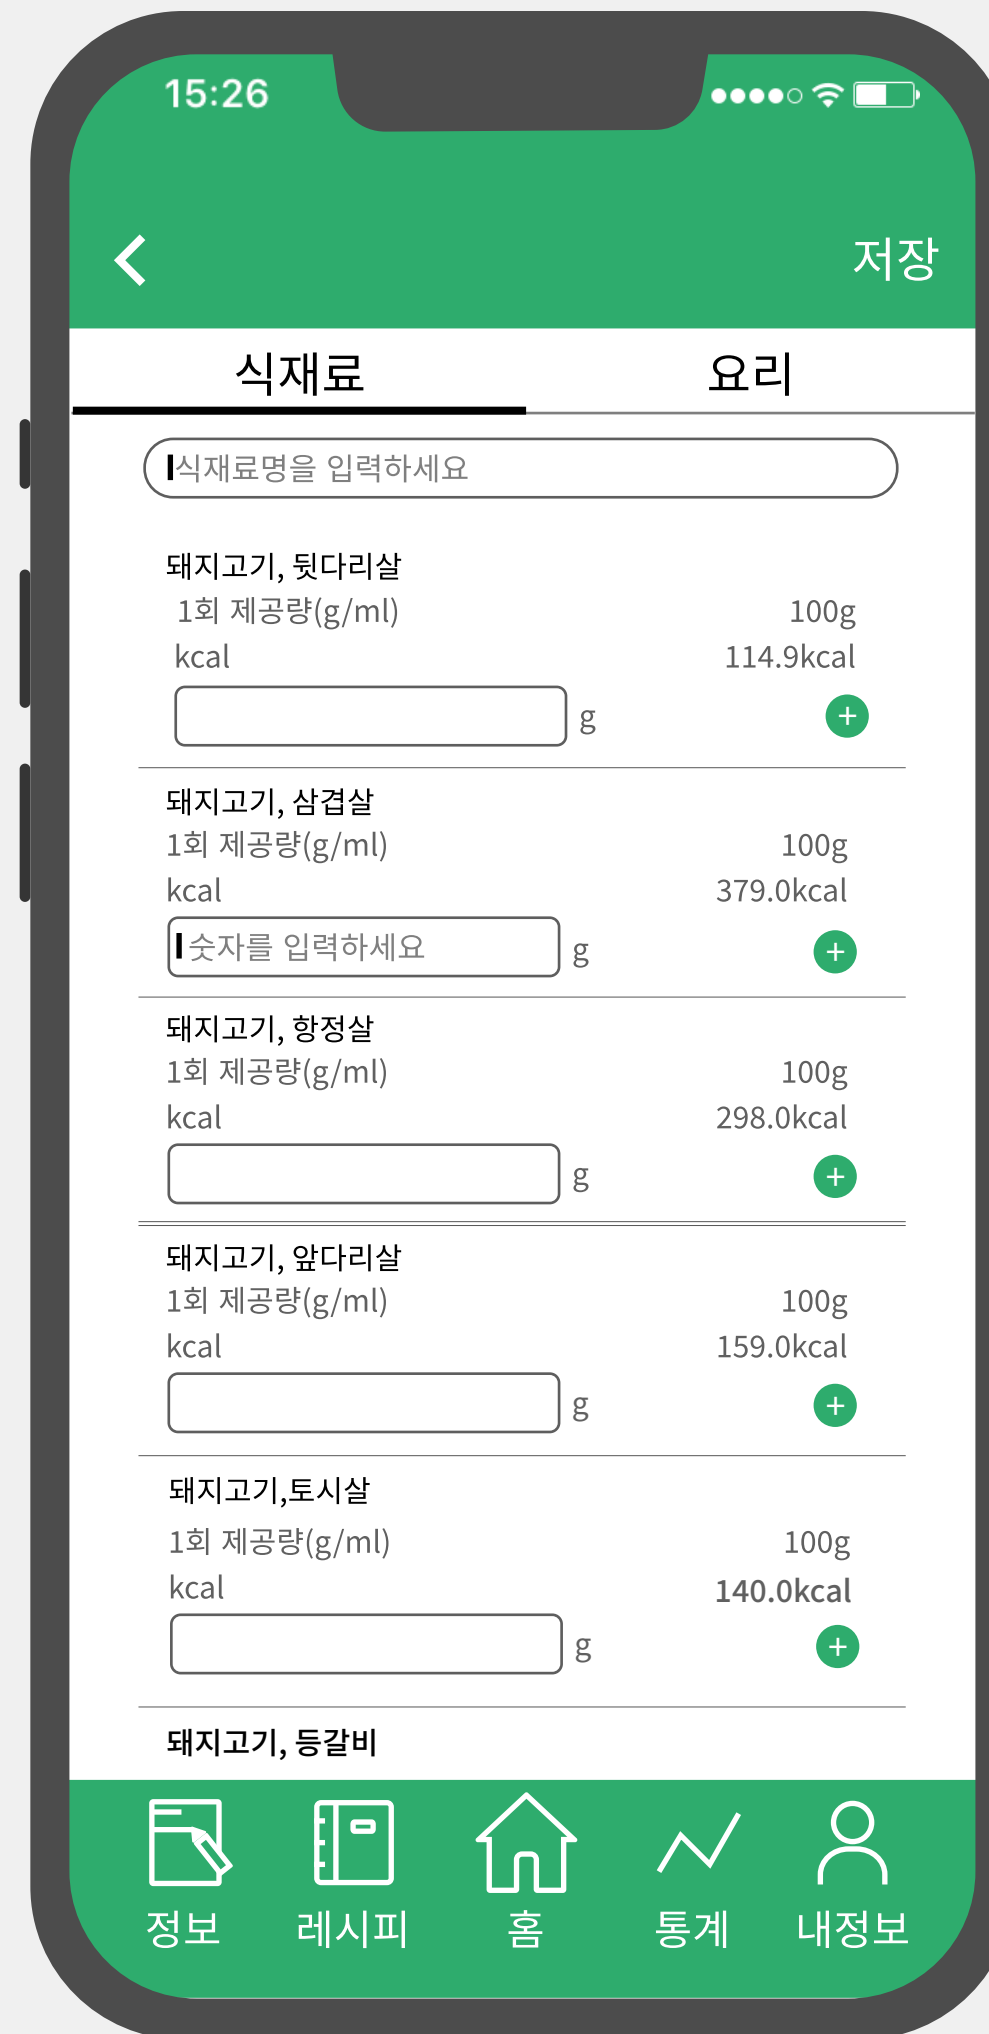 15:26
저장
식재료 요리
식재료명을 입력하세요
돼지고기, 뒷다리살
1회 제공량(g/ml) 100g
kcal 114.9kcal
g +
돼지고기, 삼겹살
1회 제공량(g/ml) 100g
kcal 379.0kcal
숫자를 입력하세요 g +
돼지고기, 항정살
1회 제공량(g/ml) 100g
kcal 298.0kcal
g +
돼지고기, 앞다리살
1회 제공량(g/ml) 100g
kcal 159.0kcal
g +
돼지고기,토시살
1회 제공량(g/ml) 100g
kcal 140.0kcal
g +
돼지고기, 등갈비
정보 레시피 홈 통계 내정보